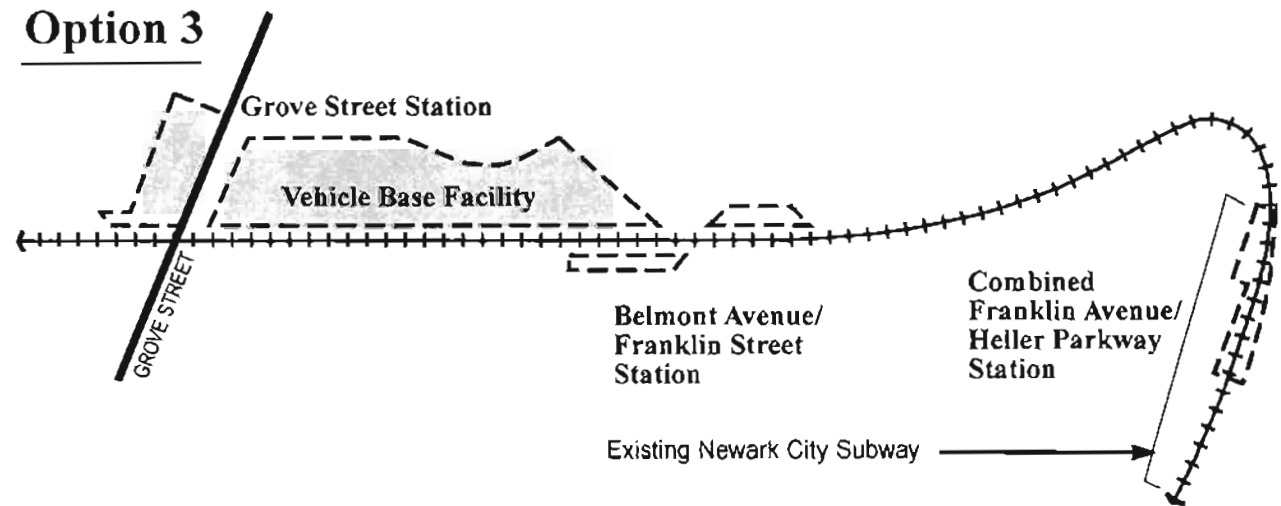 Option 3
Grove Street Station
Vehicle Base Facility
GROVE STREET
Belmont Avenue/
Franklin Street
Station
Combined
Franklin Avenue/
Heller Parkway
Station
Existing Newark City Subway